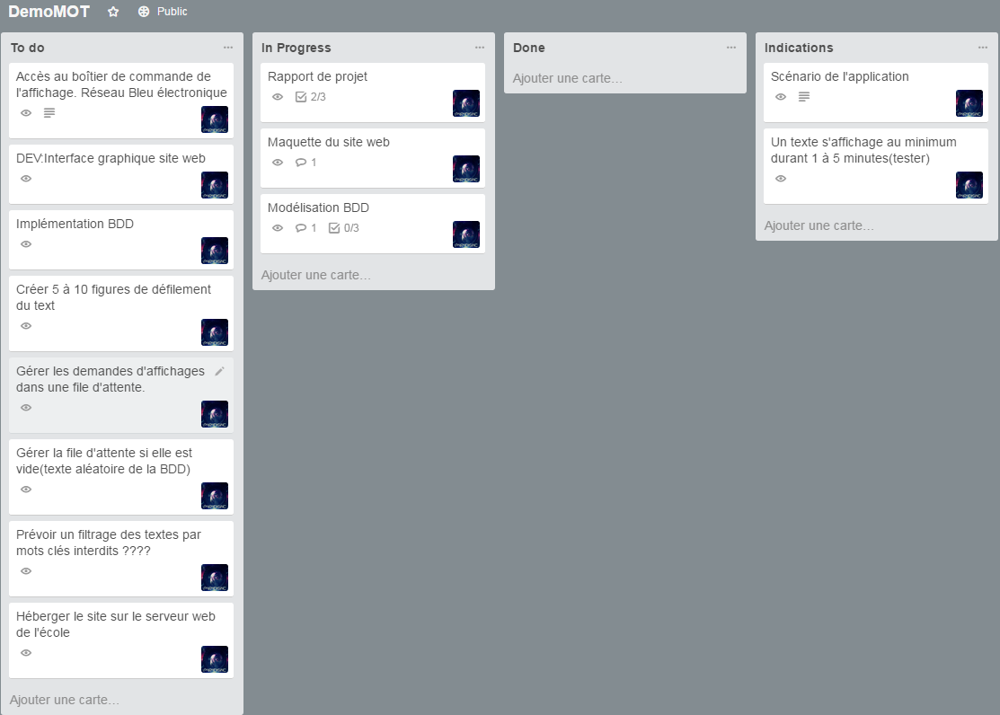 DemoMOT
Public
To do
Accès au boîtier de commande de
l'affichage. Réseau Bleu électronique
DEV:Interface graphique site web
Implémentation BDD
Créer 5 à 10 figures de défilement
du text
Gérer les demandes d'affichages
dans une file d'attente.
Gérer la file d'attente si elle est
vide(texte aléatoire de la BDD)
Prévoir un filtrage des textes par
mots clés interdits ????
Héberger le site sur le serveur web
de l'école
Ajouter une carte…
In Progress
Rapport de projet
2/3
Maquette du site web
1
Modélisation BDD
1 0/3
Ajouter une carte…
Done
Ajouter une carte…
Indications
Scénario de l'application
Un texte s'affichage au minimum
durant 1 à 5 minutes(tester)
Ajouter une carte…